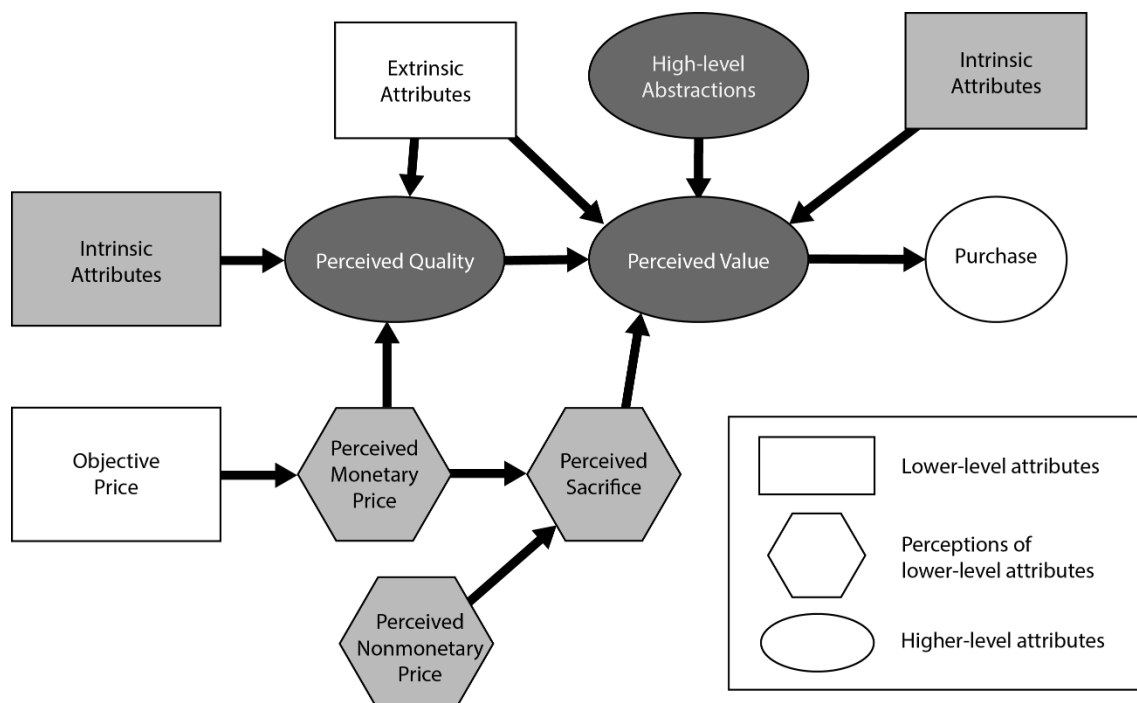 Extrinsic
Attributes
High-level
Abstractions
Intrinsic
Attributes
Intrinsic
Attributes
Perceived Quality
Perceived Value
Purchase
Objective
Price
Perceived
Monetary
Price
Perceived
Sacrifice
Perceived
Nonmonetary
Price
Lower-level attributes
Perceptions of
lower-level attributes
Higher-level attributes